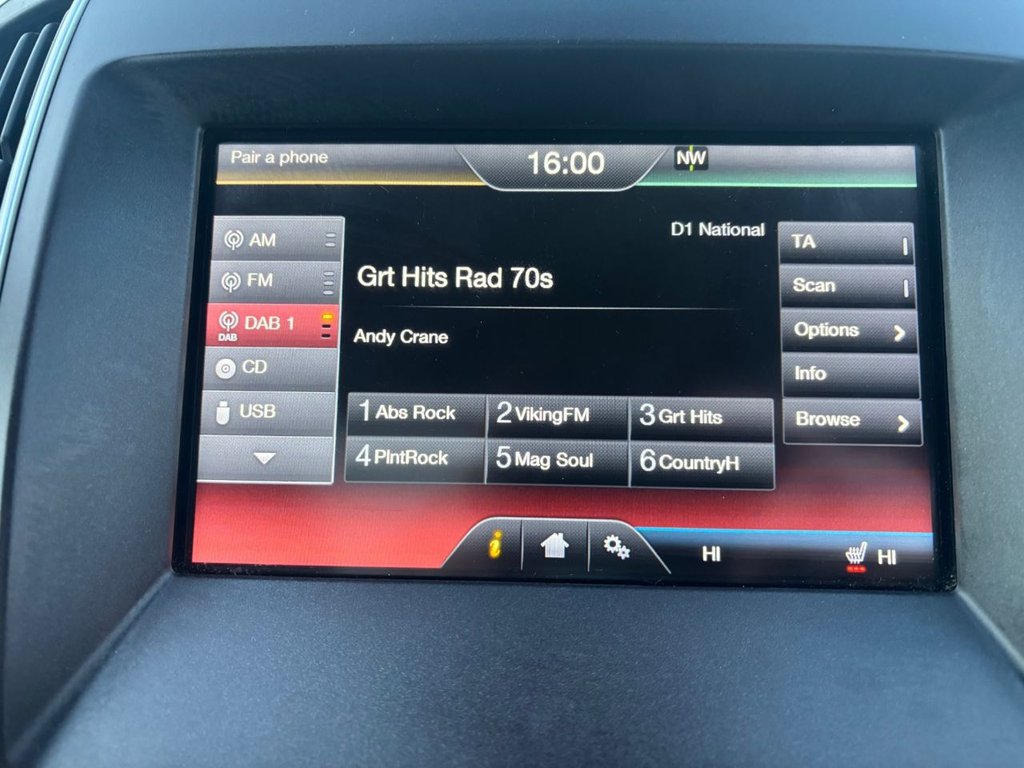 Pair a phone
16:00
NW
D1 National
AM
FM
DAB 1
DAB
CD
USB
Grt Hits Rad 70s
Andy Crane
TA
Scan
Options
Info
Browse
1 Abs Rock
2 VikingFM
3 Grt Hits
4 PlntRock
5 Mag Soul
6 CountryH
i
HI
HI